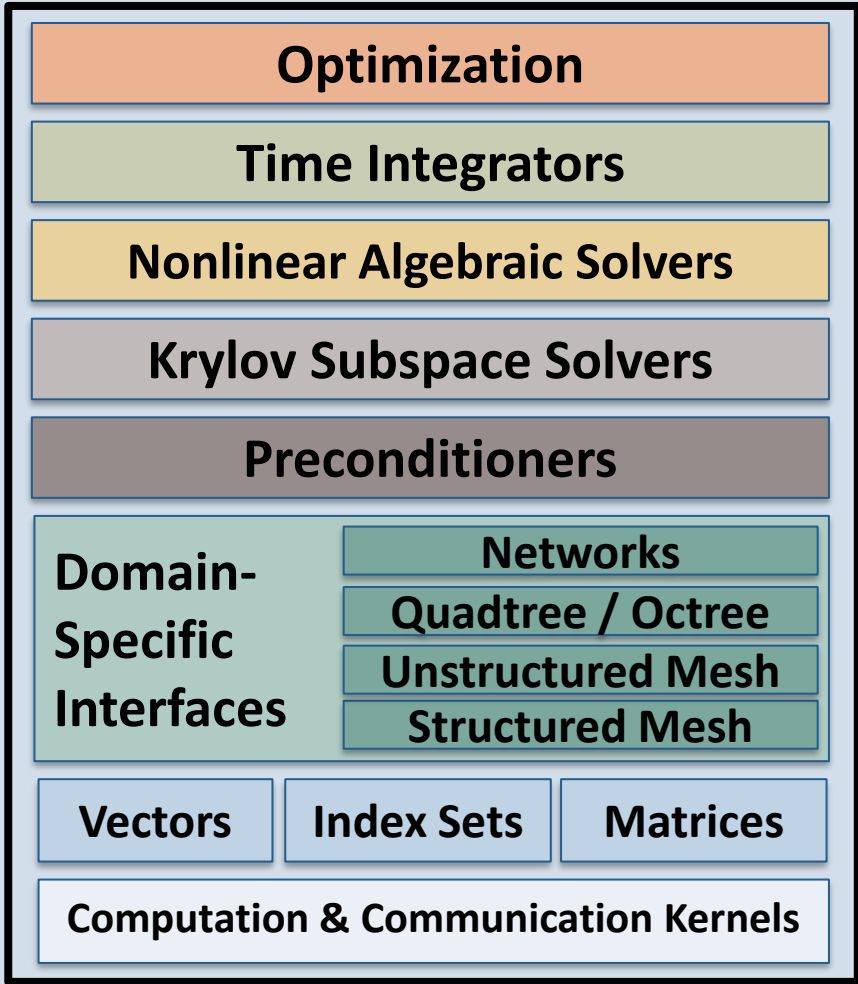 Optimization
Time Integrators
Nonlinear Algebraic Solvers
Krylov Subspace Solvers
Preconditioners
Domain-
Specific
Interfaces
Networks
Quadtree / Octree
Unstructured Mesh
Structured Mesh
Vectors
Index Sets
Matrices
Computation & Communication Kernels